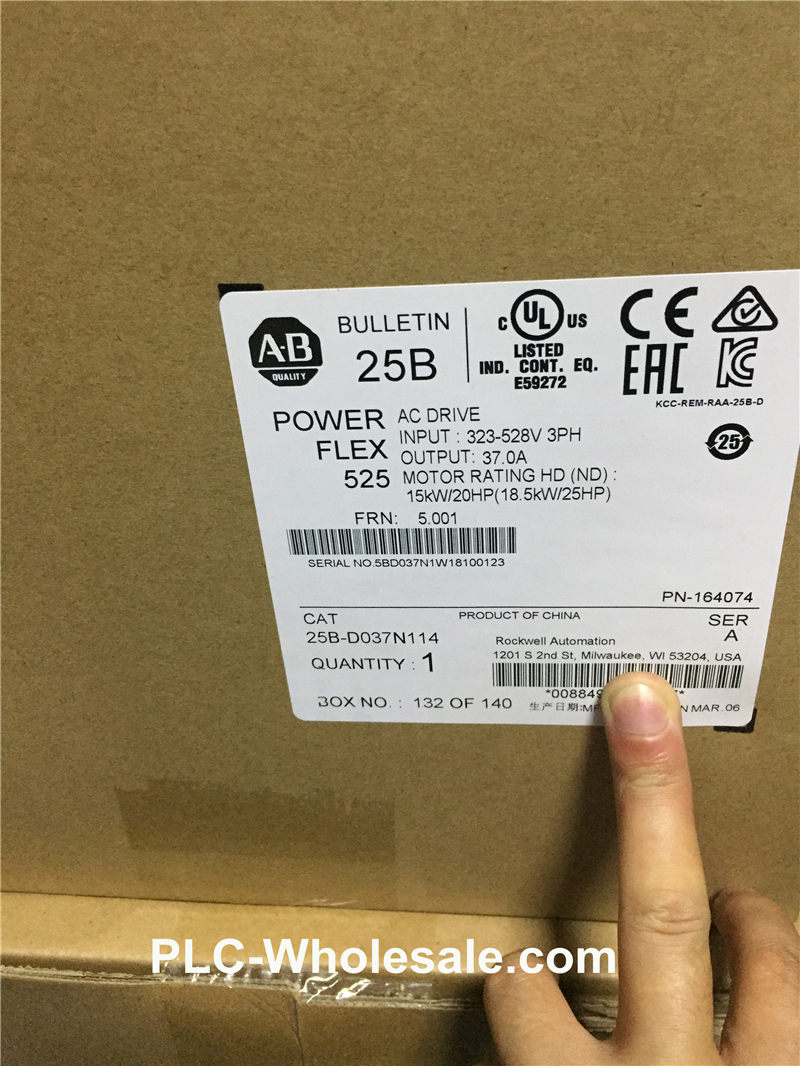 A-B
QUALITY
BULLETIN
25B
C UL US
LISTED
IND. CONT. EQ.
E59272
CE
EAC
KC
KCC-REM-RAA-25B-D
25
POWER
FLEX
525
AC DRIVE
INPUT : 323-528V 3PH
OUTPUT: 37.0A
MOTOR RATING HD (ND) :
15kW/20HP(18.5kW/25HP)
FRN: 5.001
SERIAL NO.5BD037N1W18100123
PN-164074
CAT
25B-D037N114
PRODUCT OF CHINA
SER
A
QUANTITY : 1
Rockwell Automation
1201 S 2nd St, Milwaukee, WI 53204, USA
BOX NO. : 132 OF 140
生产日期: MAR.06
PLC-Wholesale.com